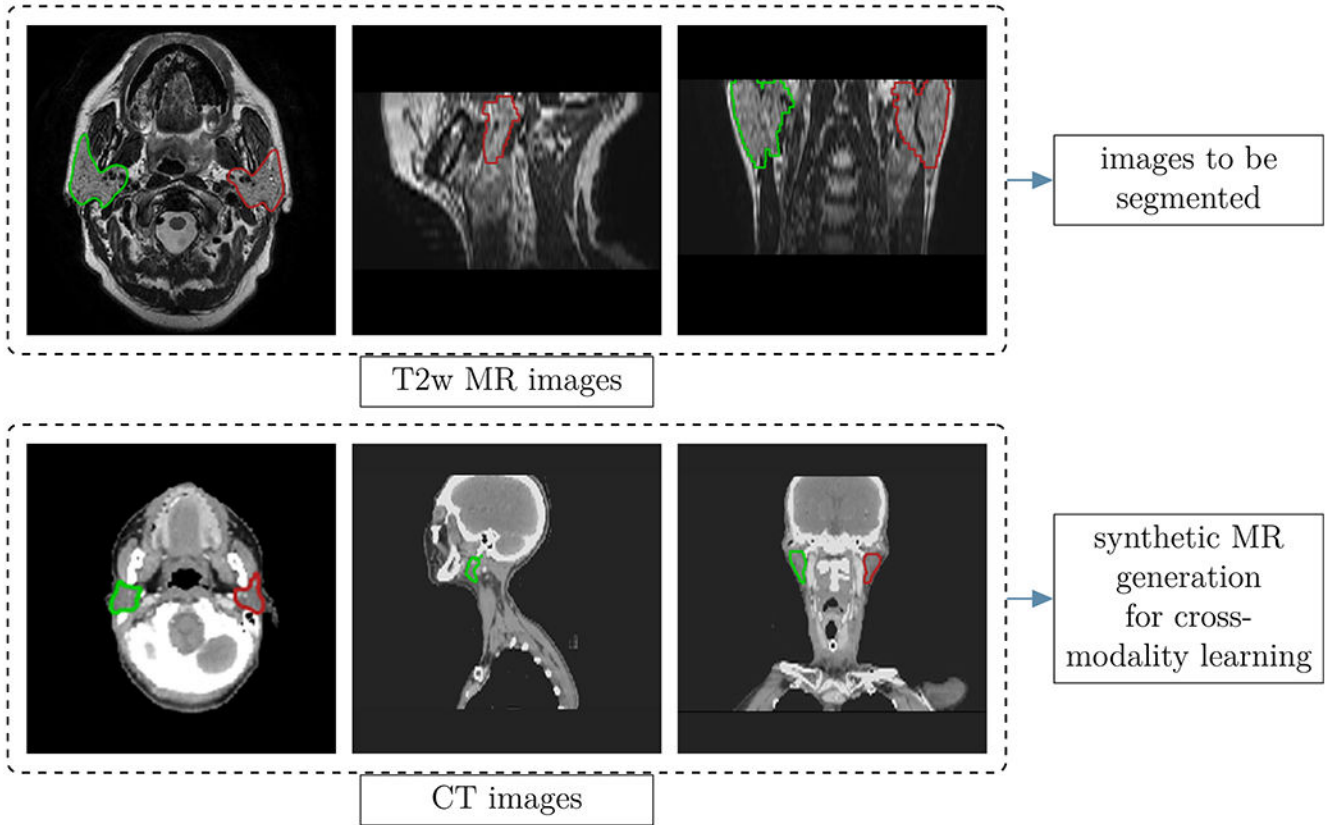 images to be
segmented
T2w MR images
synthetic MR
generation
for cross-
modality learning
CT images